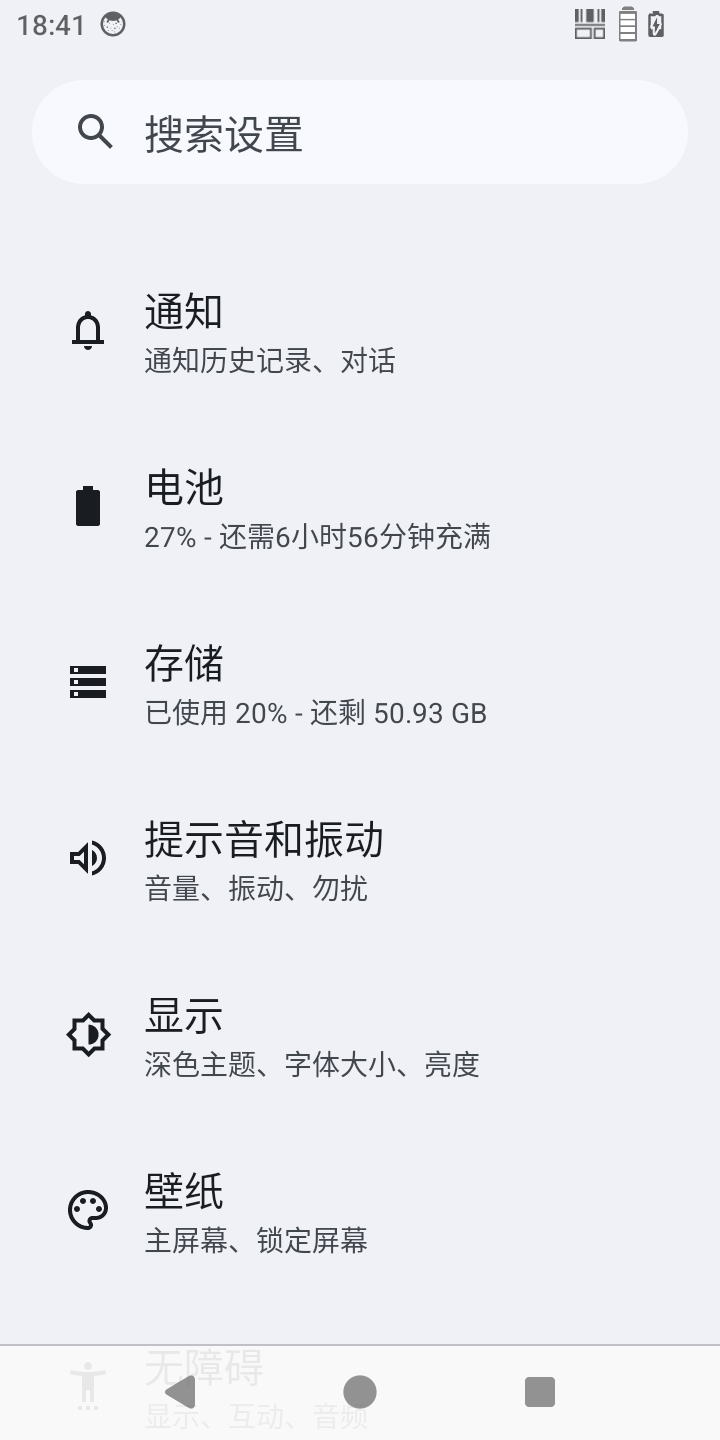 18:41
搜索设置
通知
通知历史记录、对话
电池
27% - 还需6小时56分钟充满
存储
已使用 20% - 还剩 50.93 GB
提示音和振动
音量、振动、勿扰
显示
深色主题、字体大小、亮度
壁纸
主屏幕、锁定屏幕
无障碍
显示、互动、音频